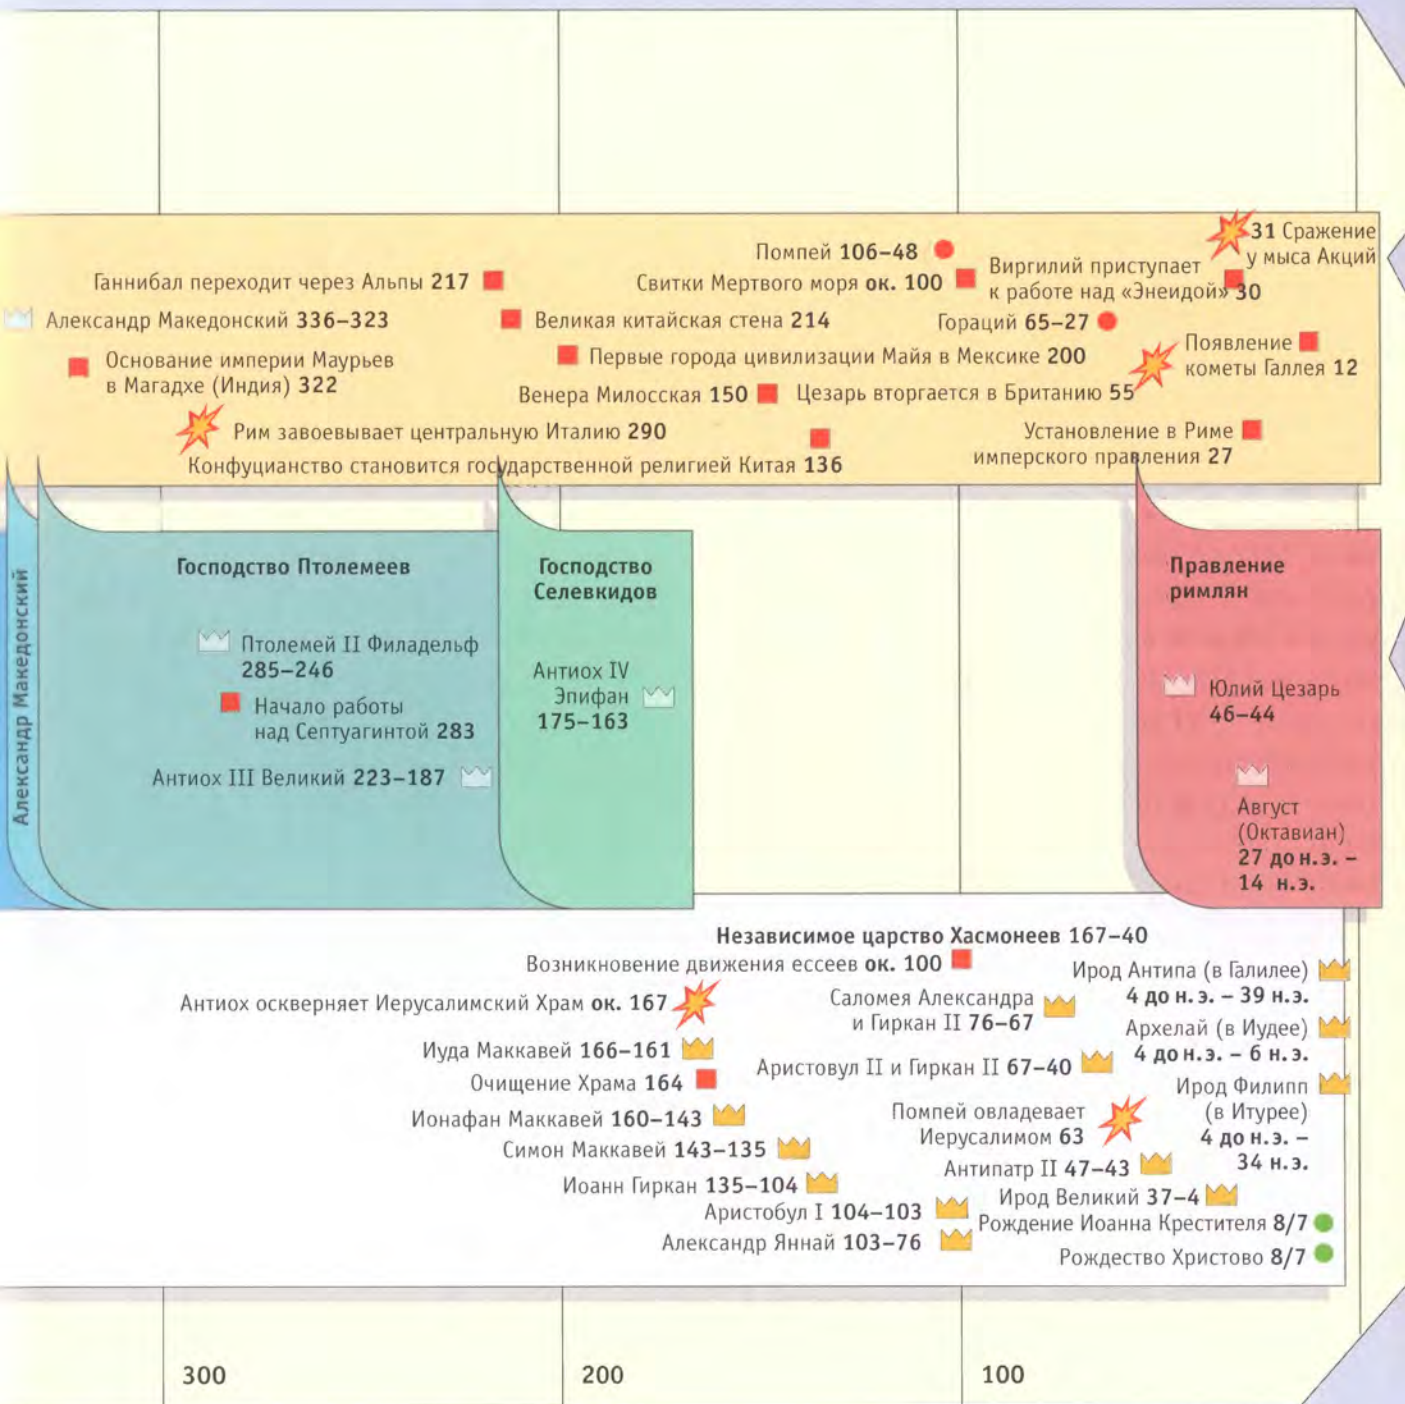 31 Сражение
у мыса Акций
Помпей 106–48
Виргилий приступает
к работе над «Энеидой» 30
Ганнибал переходит через Альпы 217
Свитки Мертвого моря ок. 100
Александр Македонский 336–323
Великая китайская стена 214
Гораций 65–27
Появление
кометы Галлея 12
Основание империи Маурьев
в Магадхе (Индия) 322
Первые города цивилизации Майя в Мексике 200
Венера Милосская 150
Цезарь вторгается в Британию 55
Рим завоевывает центральную Италию 290
Установление в Риме
имперского правления 27
Конфуцианство становится государственной религией Китая 136
Александр Македонский
Господство Птолемеев
Птолемей II Филадельф
285–246
Начало работы
над Септуагинтой 283
Антиох III Великий 223–187
Господство
Селевкидов
Антиох IV
Эпифан
175–163
Правление
римлян
Юлий Цезарь
46–44
Август
(Октавиан)
27 до н.э. –
14 н.э.
Независимое царство Хасмонеев 167–40
Возникновение движения ессеев ок. 100
Антиох оскверняет Иерусалимский Храм ок. 167
Иуда Маккавей 166–161
Очищение Храма 164
Ионафан Маккавей 160–143
Симон Маккавей 143–135
Иоанн Гиркан 135–104
Аристобул I 104–103
Александр Яннай 103–76
Саломея Александра
и Гиркан II 76–67
Аристовул II и Гиркан II 67–40
Помпей овладевает
Иерусалимом 63
Антипатр II 47–43
Ирод Великий 37–4
Рождение Иоанна Крестителя 8/7
Рождество Христово 8/7
Ирод Антипа (в Галилее)
4 до н. э. – 39 н.э.
Архелай (в Иудее)
4 до н.э. – 6 н.э.
Ирод Филипп
(в Итурее)
4 до н.э. –
34 н.э.
300
200
100